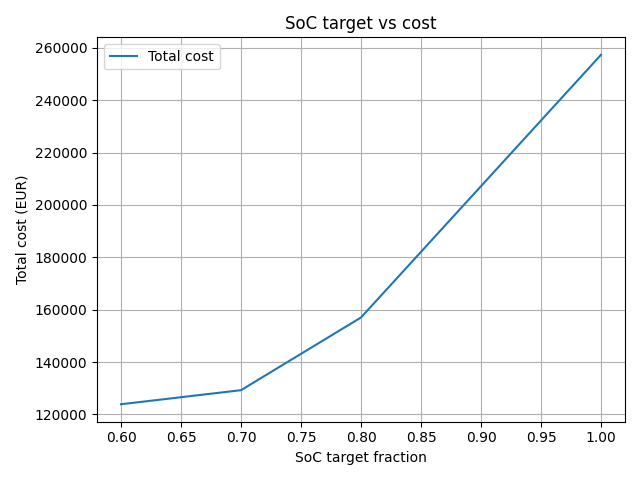 SoC target vs cost
Total cost
Total cost (EUR)
260000
240000
220000
200000
180000
160000
140000
120000
0.60 0.65 0.70 0.75 0.80 0.85 0.90 0.95 1.00
SoC target fraction